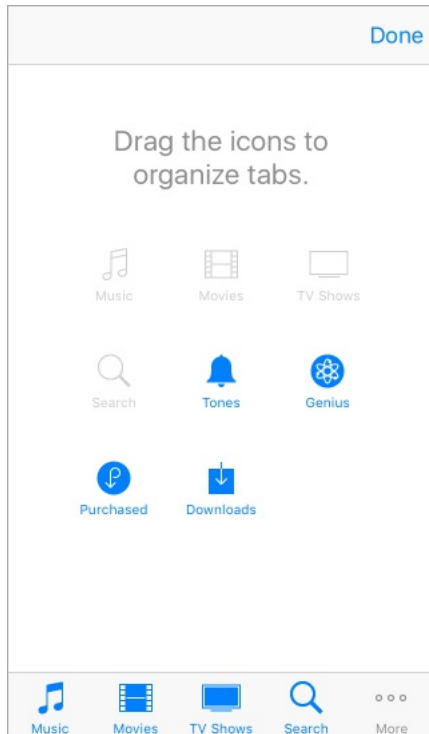 Done
Drag the icons to
organize tabs.
Music Movies TV Shows
Search Tones Genius
Purchased Downloads
Music Movies TV Shows Search More